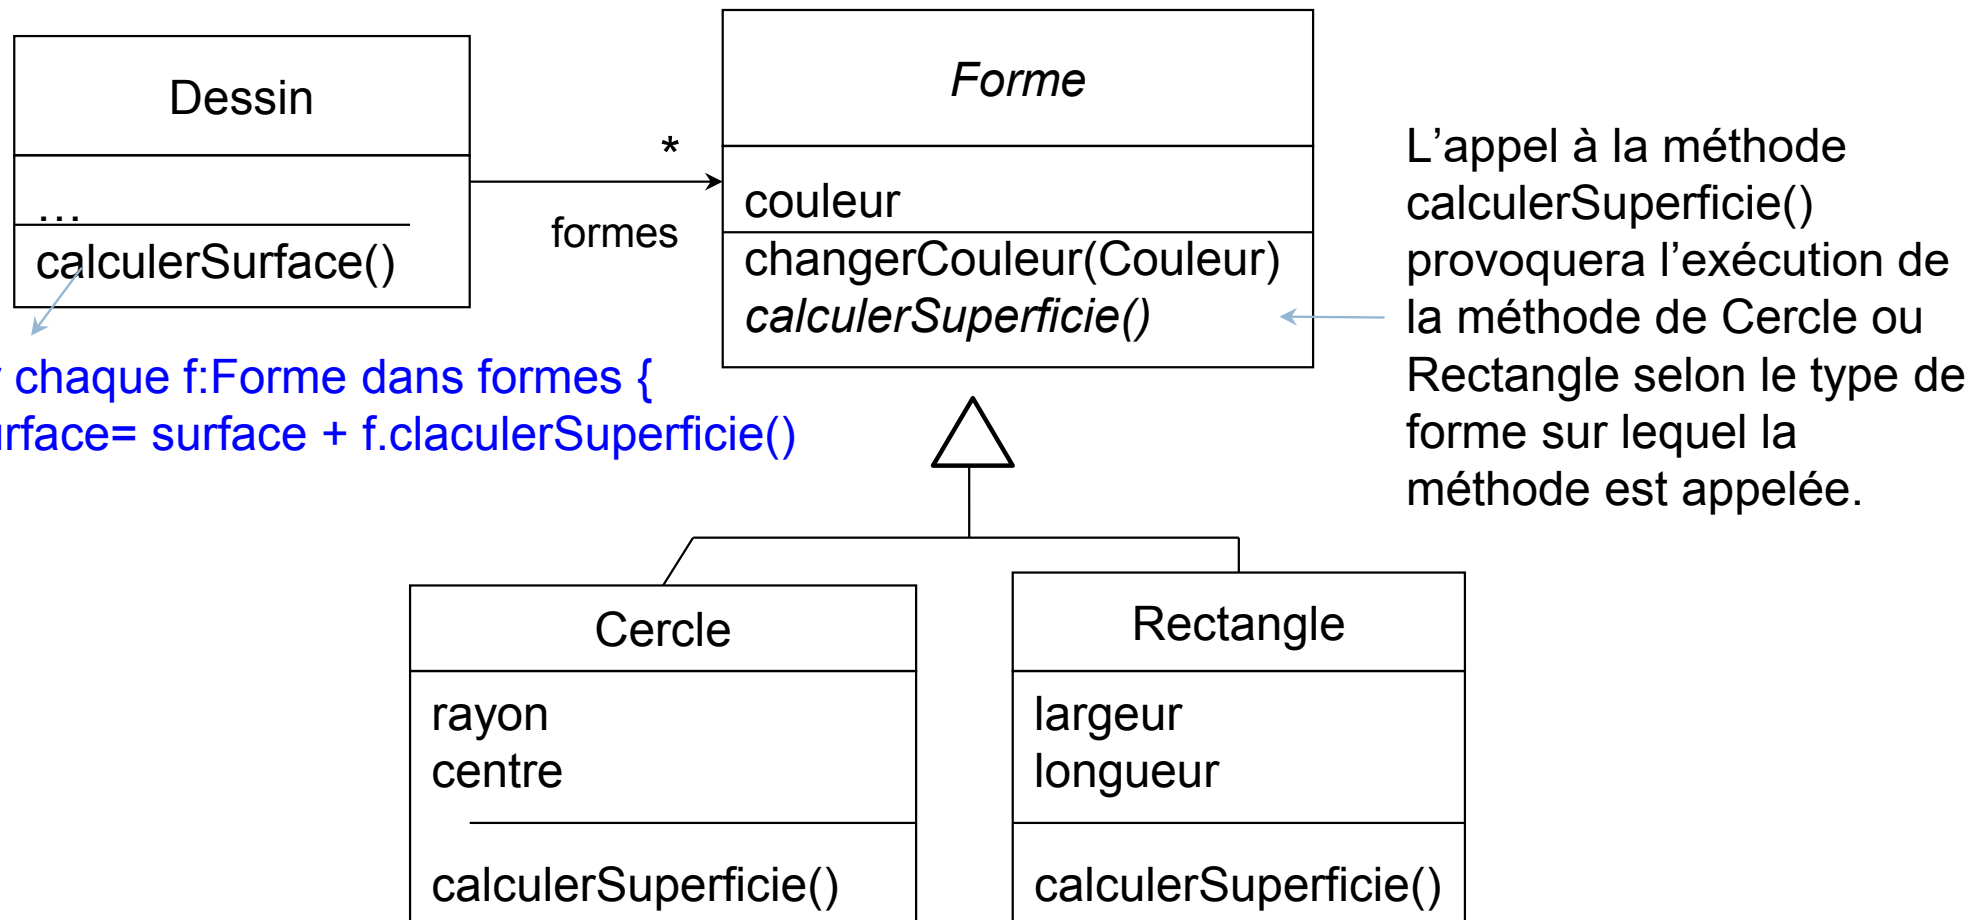 Dessin
…
calculerSurface()
*
formes
Forme
couleur
changerCouleur(Couleur)
calculerSuperficie()
L’appel à la méthode
calculerSuperficie()
provoquera l’exécution de
la méthode de Cercle ou
Rectangle selon le type de
forme sur lequel la
méthode est appelée.
chaque f:Forme dans formes {
surface + f.claculerSuperficie()
Cercle
rayon
centre
calculerSuperficie()
Rectangle
largeur
longueur
calculerSuperficie()